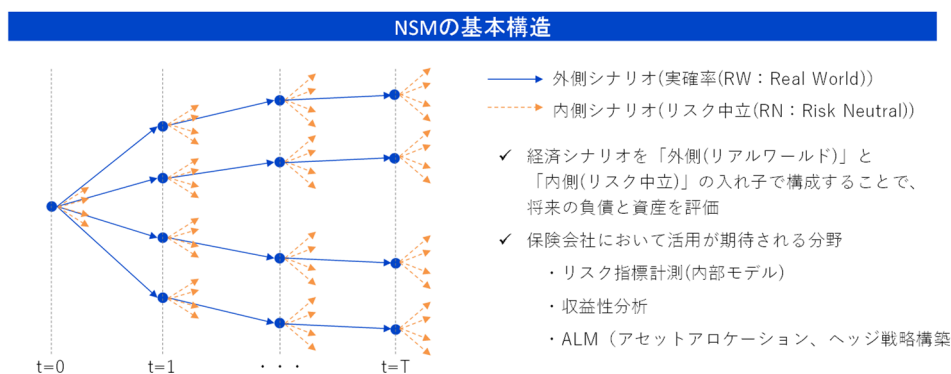 NSMの基本構造
外側シナリオ(実確率(RW：Real World))
内側シナリオ(リスク中立(RN：Risk Neutral))
✓ 経済シナリオを「外側(リアルワールド)」と
「内側(リスク中立)」の入れ子で構成することで、
将来の負債と資産を評価
✓ 保険会社において活用が期待される分野
・リスク指標計測(内部モデル)
・収益性分析
・ALM（アセットアロケーション、ヘッジ戦略構築
t=0 t=1 ・・・ t=T